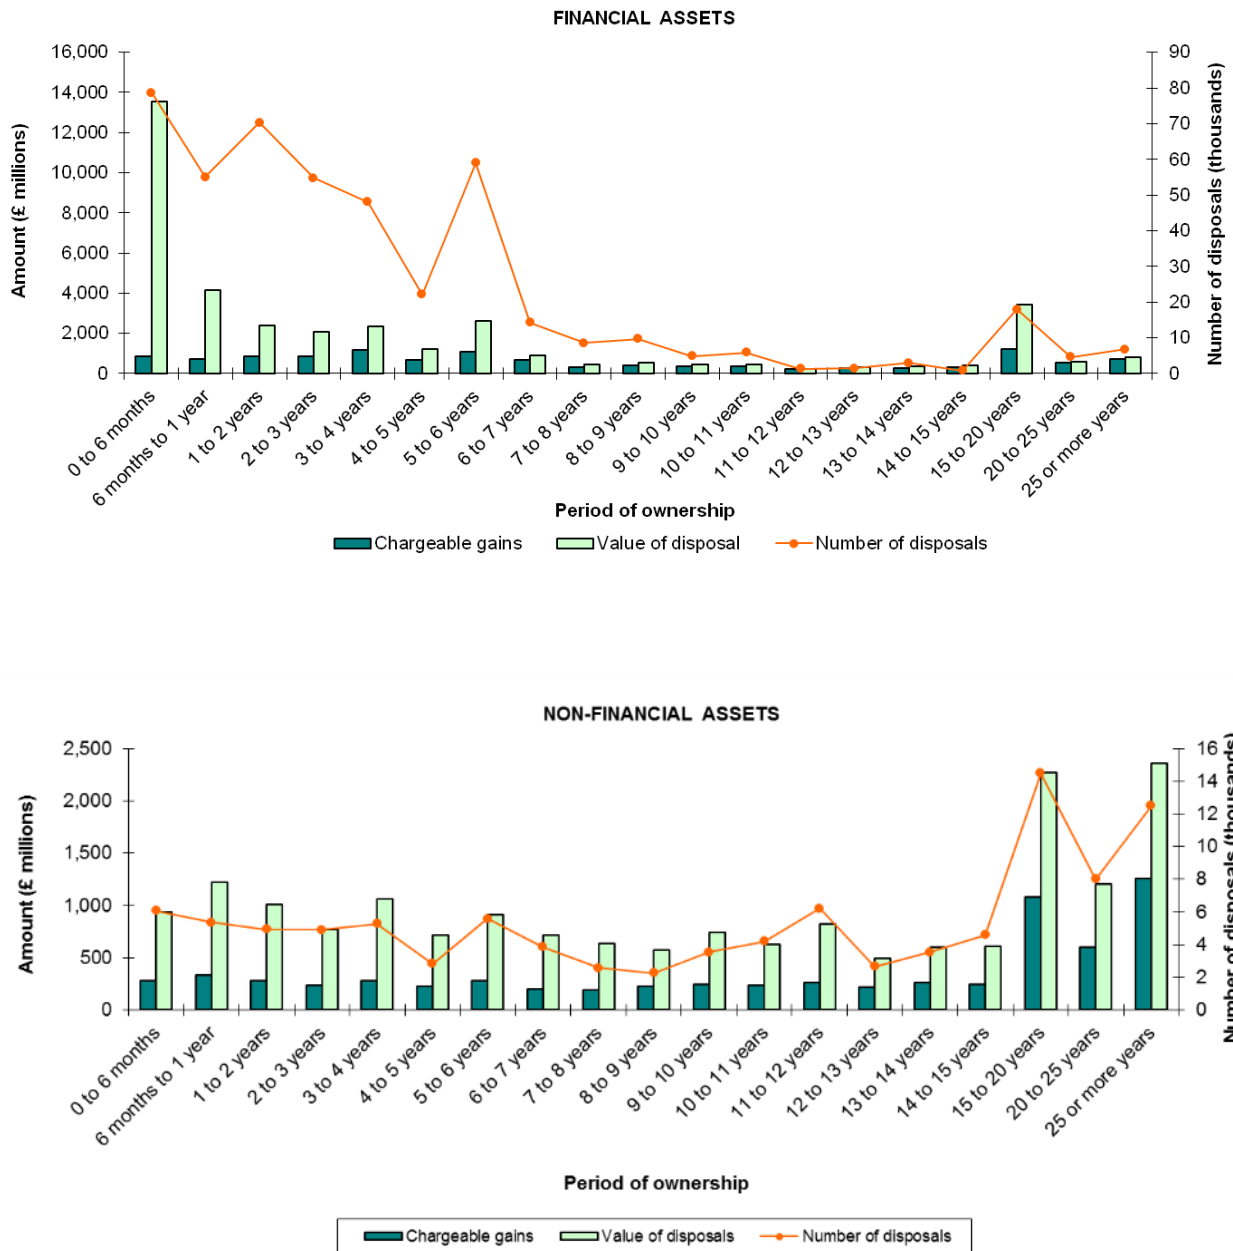 FINANCIAL ASSETS
16,000
14,000
12,000
10,000
8,000
6,000
4,000
2,000
0
Amount (£ millions)
90
80
70
60
50
40
30
20
10
0
Number of disposals (thousands)
0 to 6 months
6 months to 1 year
1 to 2 years
2 to 3 years
3 to 4 years
4 to 5 years
5 to 6 years
6 to 7 years
7 to 8 years
8 to 9 years
9 to 10 years
10 to 11 years
11 to 12 years
12 to 13 years
13 to 14 years
14 to 15 years
15 to 20 years
20 to 25 years
25 or more years
Period of ownership
Chargeable gains Value of disposal Number of disposals
NON-FINANCIAL ASSETS
2,500
2,000
1,500
1,000
500
0
Amount (£ millions)
16
14
12
10
8
6
4
2
0
Number of disposals (thousands)
0 to 6 months
6 months to 1 year
1 to 2 years
2 to 3 years
3 to 4 years
4 to 5 years
5 to 6 years
6 to 7 years
7 to 8 years
8 to 9 years
9 to 10 years
10 to 11 years
11 to 12 years
12 to 13 years
13 to 14 years
14 to 15 years
15 to 20 years
20 to 25 years
25 or more years
Period of ownership
Chargeable gains Value of disposals Number of disposals